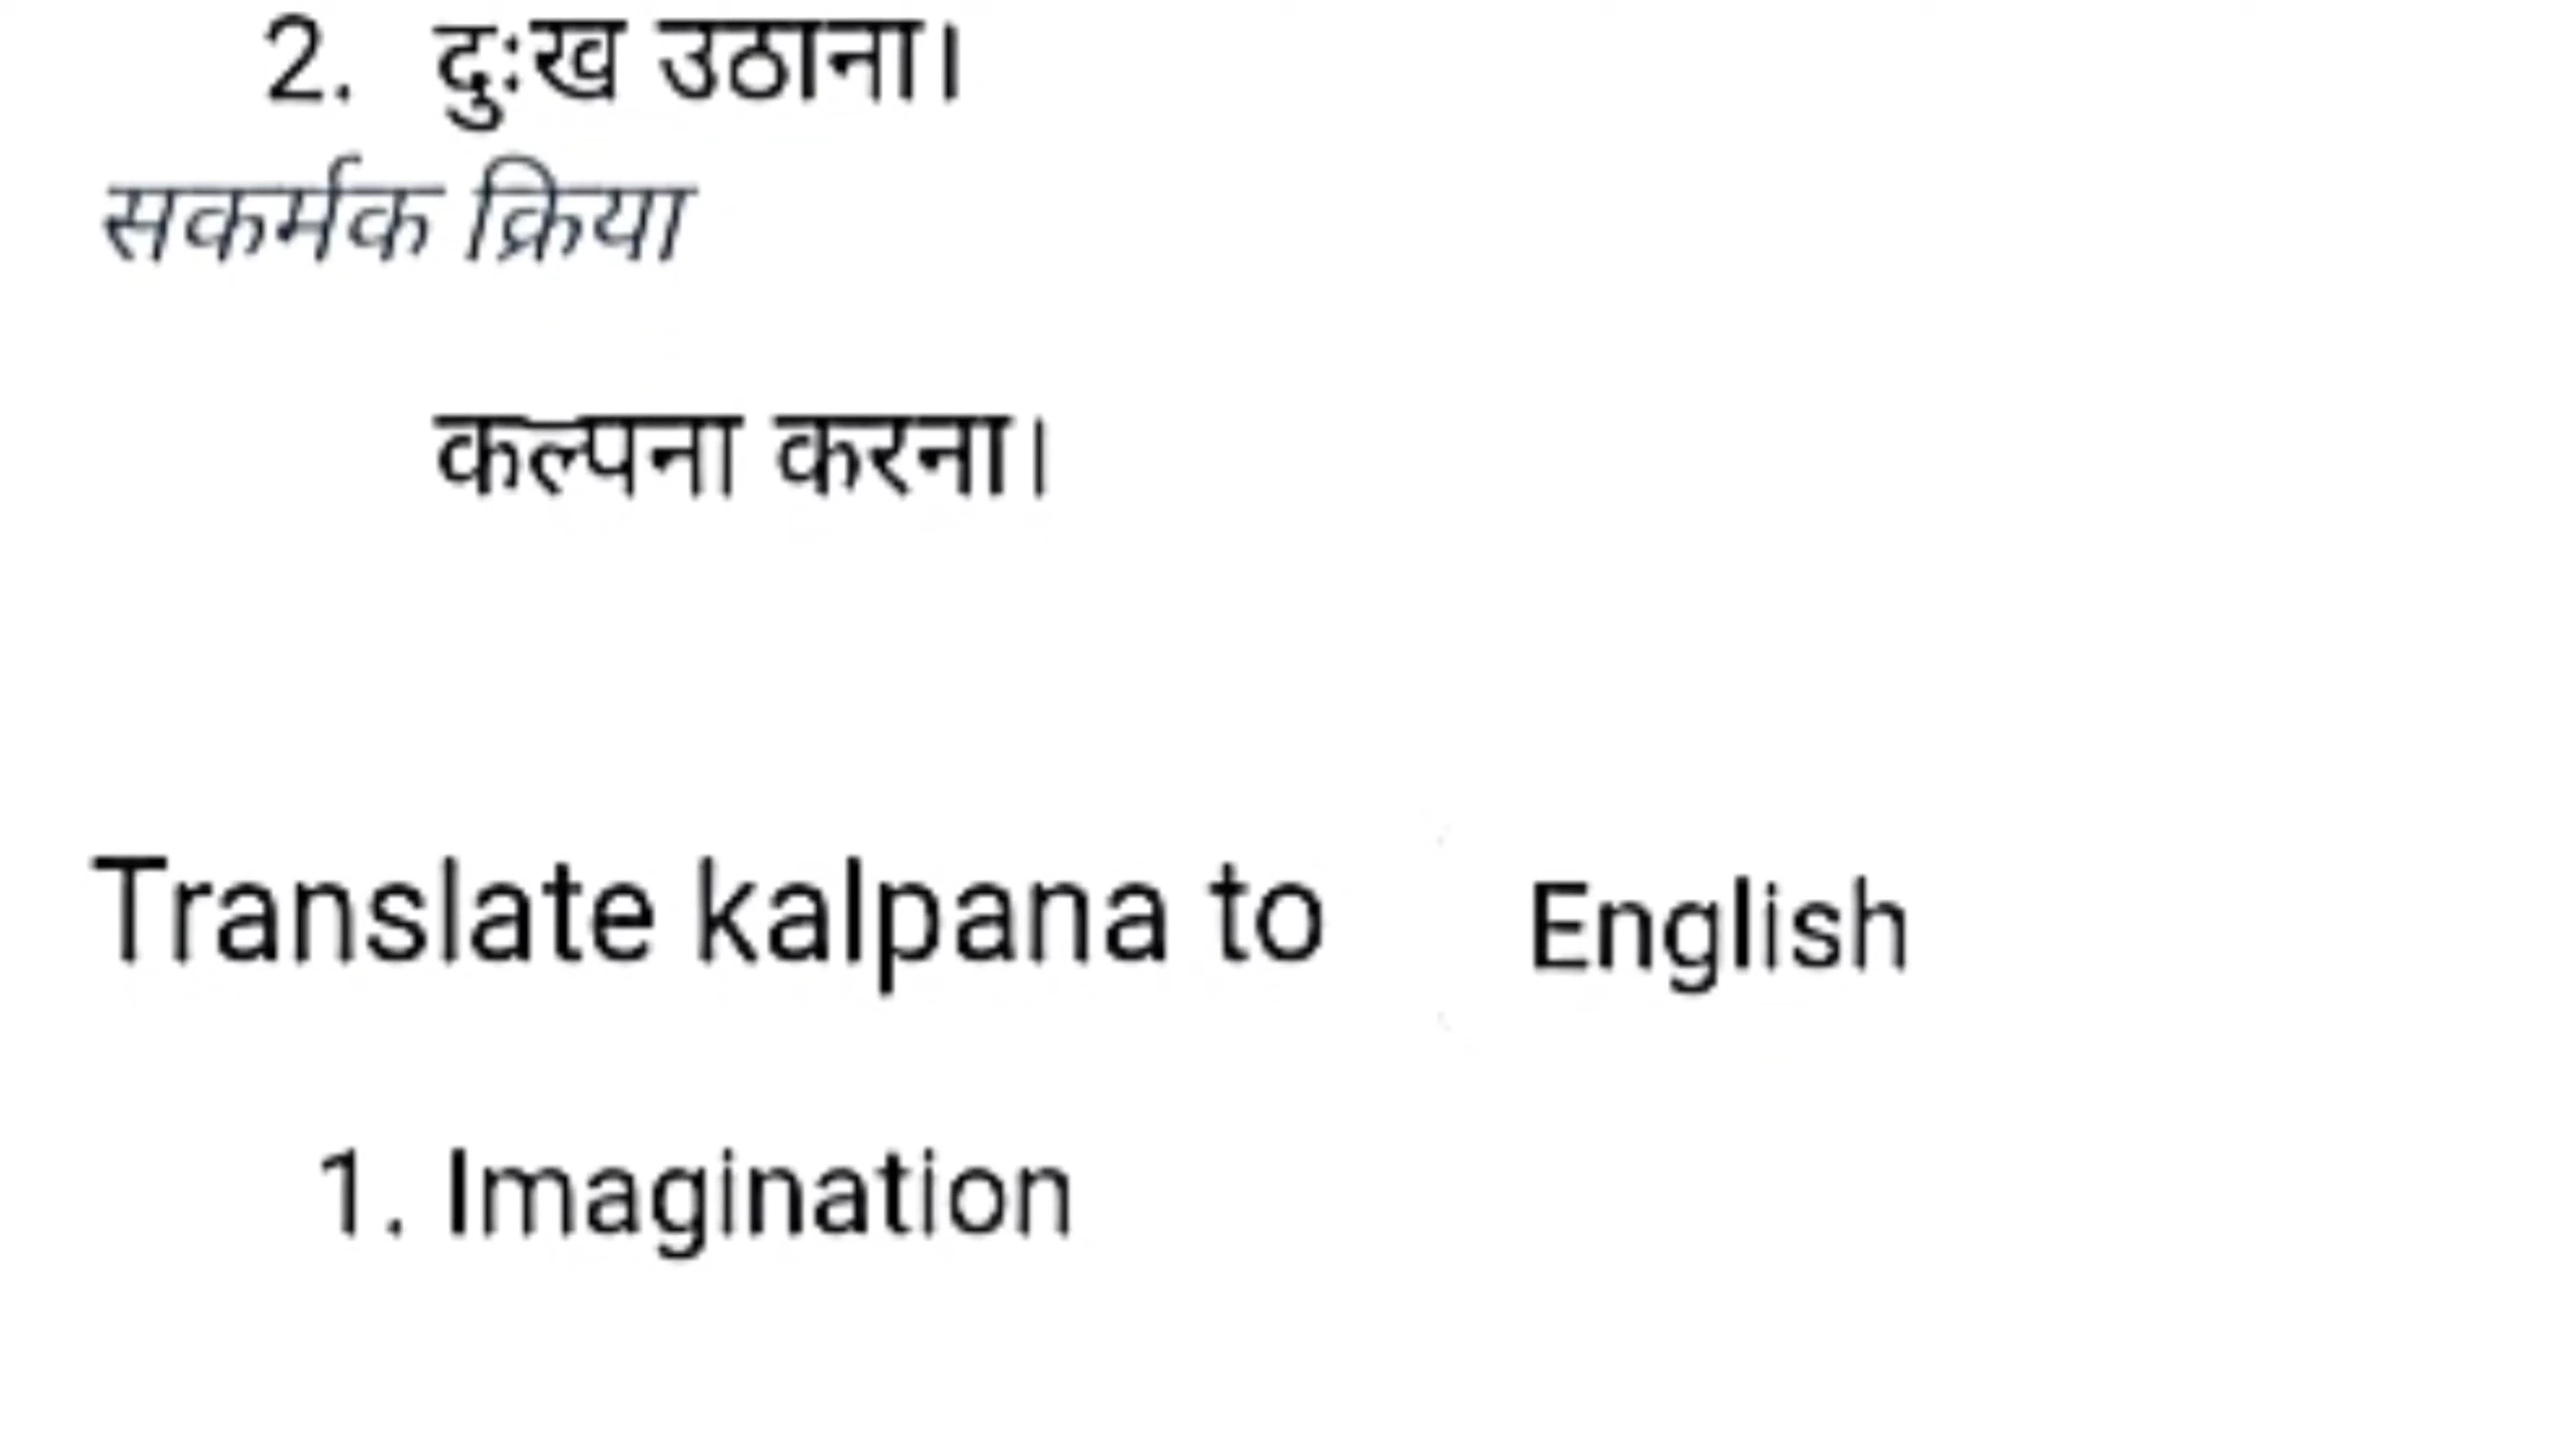 2. दुःख उठाना।
सकर्मक क्रिया
कल्पना करना।
Translate kalpana to English
1. Imagination